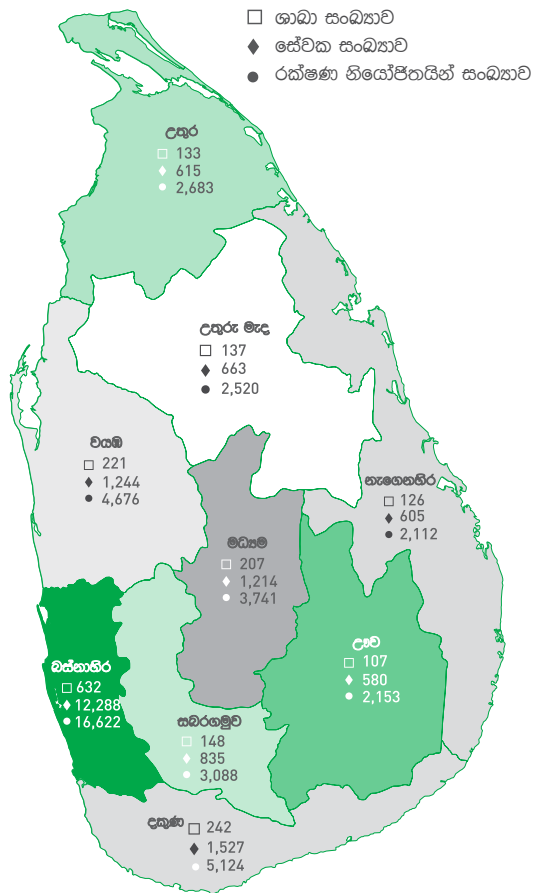 ශාඛා සංඛ්‍යාව
සේවක සංඛ්‍යාව
රක්ෂණ නියෝජිතයින් සංඛ්‍යාව
උතුර
133
615
2,683
උතුරු මැද
137
663
2,520
වයඹ
221
1,244
4,676
නැගෙනහිර
126
605
2,112
මධ්‍යම
207
1,214
3,741
ඌව
107
580
2,153
බස්නාහිර
632
12,288
16,622
සබරගමුව
148
835
3,088
දකුණ
242
1,527
5,124